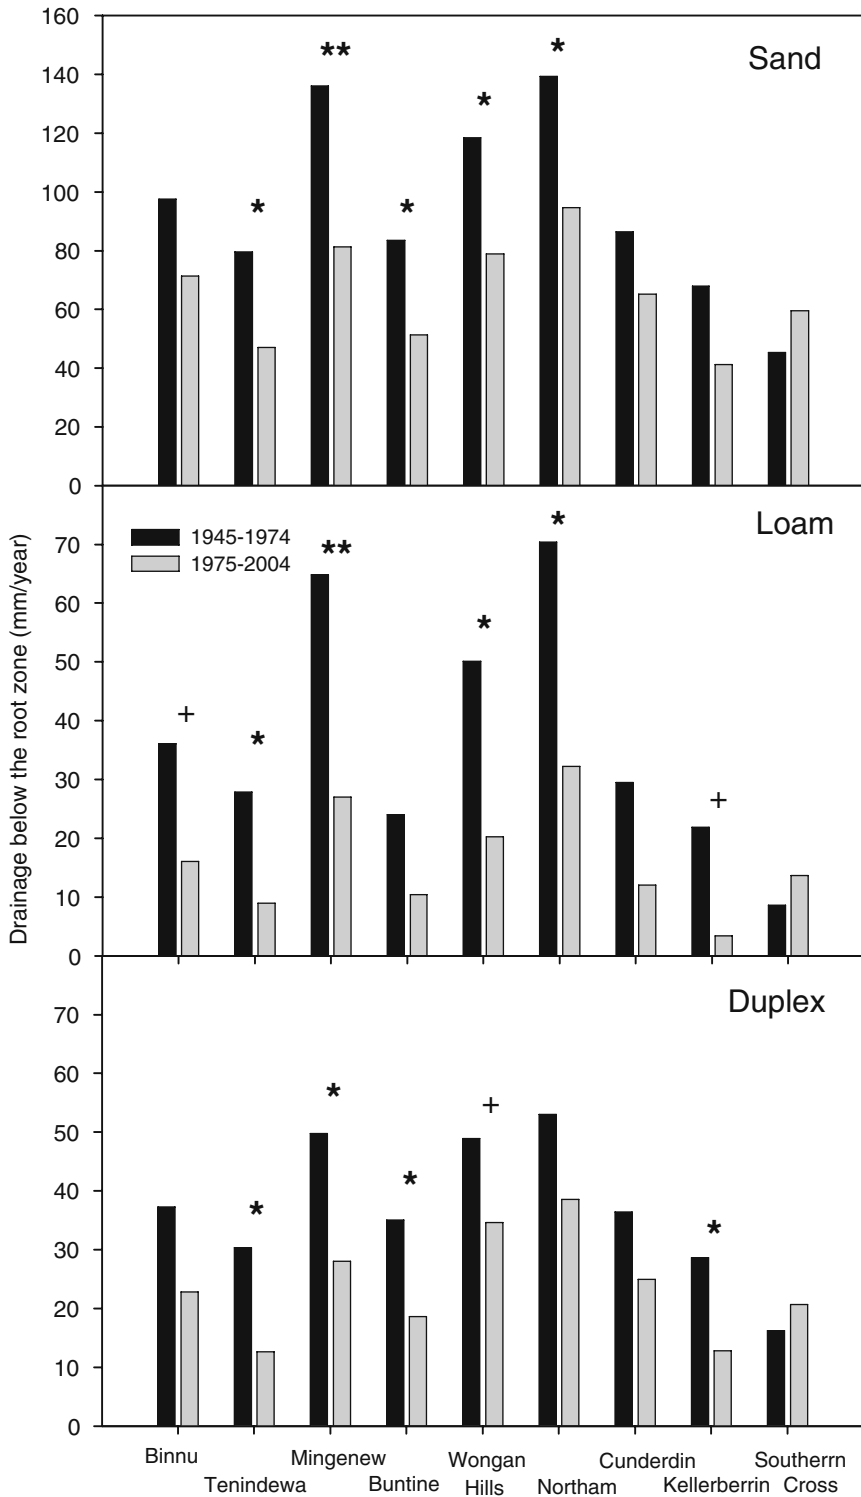 Drainage below the root zone (mm/year)
160
140
120
100
80
60
40
20
0
Sand
**
*
*
*
*
*
70
60
50
40
30
20
10
0
Loam
1945-1974
1975-2004
*
**
*
+
*
+
70
60
50
40
30
20
10
0
Duplex
*
+
*
*
*
Binnu
Tenindewa
Mingenew
Buntine
Wongan
Hills
Northam
Cunderdin
Kellerberrin
Southerrn
Cross